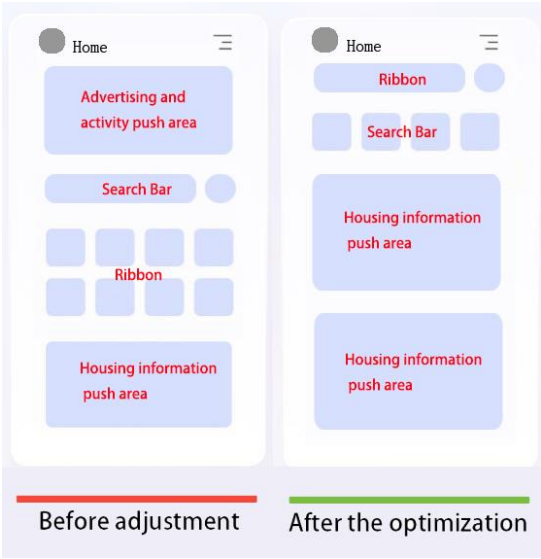 Home
Advertising and
activity push area
Search Bar
Ribbon
Housing information
push area
Before adjustment
Home
Ribbon
Search Bar
Housing information
push area
Housing information
push area
After the optimization